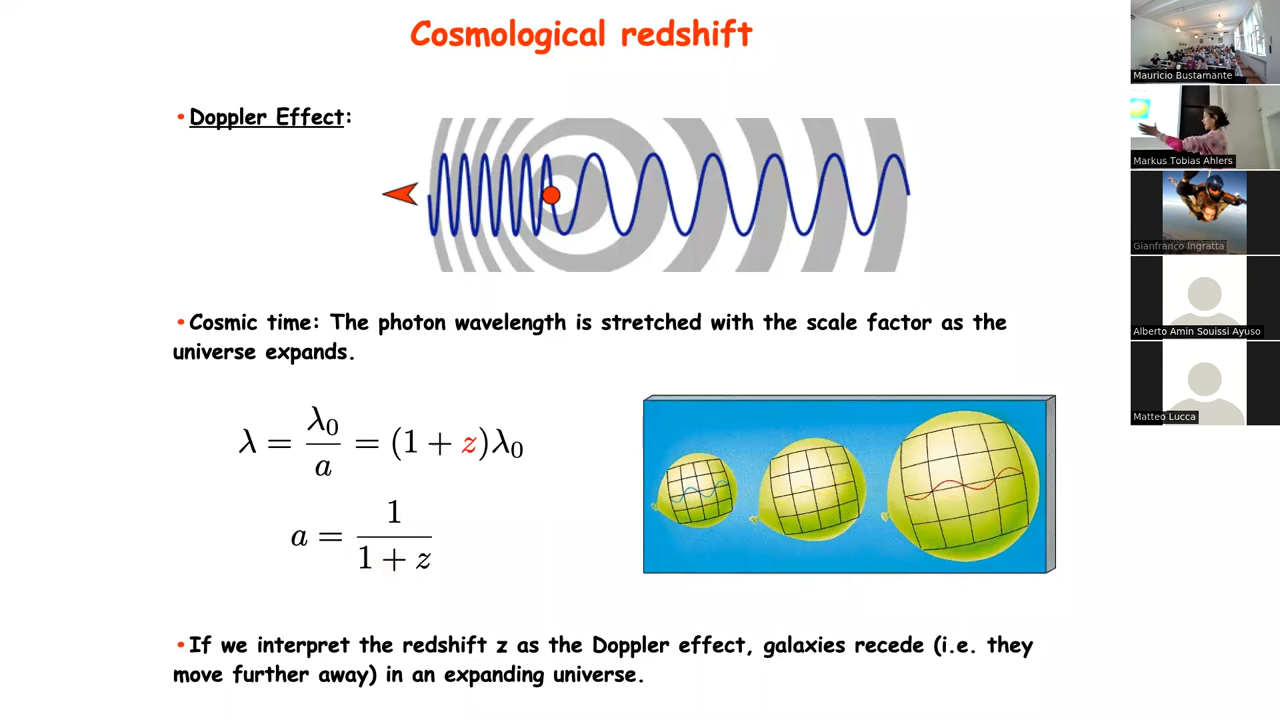 Cosmological redshift
•Doppler Effect:
•Cosmic time: The photon wavelength is stretched with the scale factor as the
universe expands.
λ = λ₀/a = (1 + z)λ₀
a = 1/(1 + z)
•If we interpret the redshift z as the Doppler effect, galaxies recede (i.e. they
move further away) in an expanding universe.
Mauricio Bustamante
Markus Tobias Ahlers
Gianfranco Ingratta
Alberto Amin Souissi Ayuso
Matteo Lucca